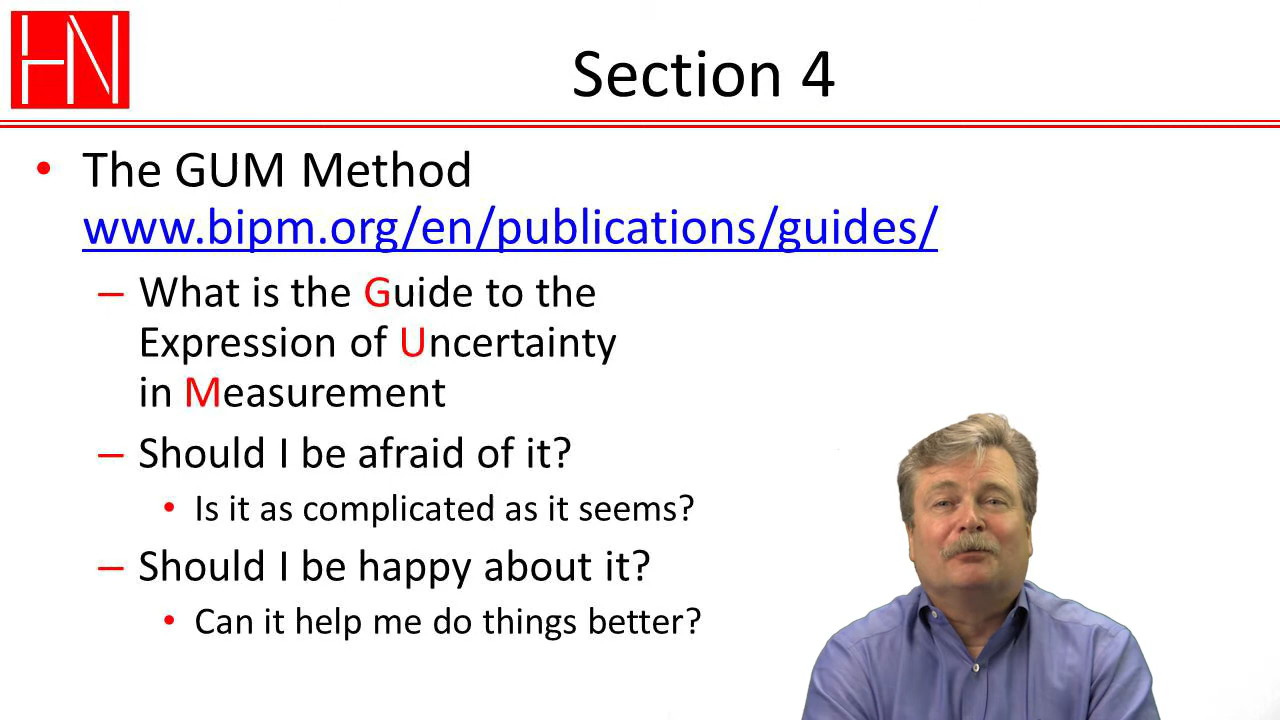 HN
Section 4
• The GUM Method
www.bipm.org/en/publications/guides/
– What is the Guide to the
Expression of Uncertainty
in Measurement
– Should I be afraid of it?
• Is it as complicated as it seems?
– Should I be happy about it?
• Can it help me do things better?